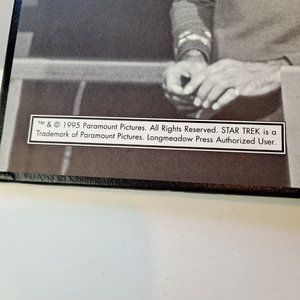 ™ & © 1995 Paramount Pictures. All Rights Reserved. STAR TREK is a
Trademark of Paramount Pictures. Longmeadow Press Authorized User.